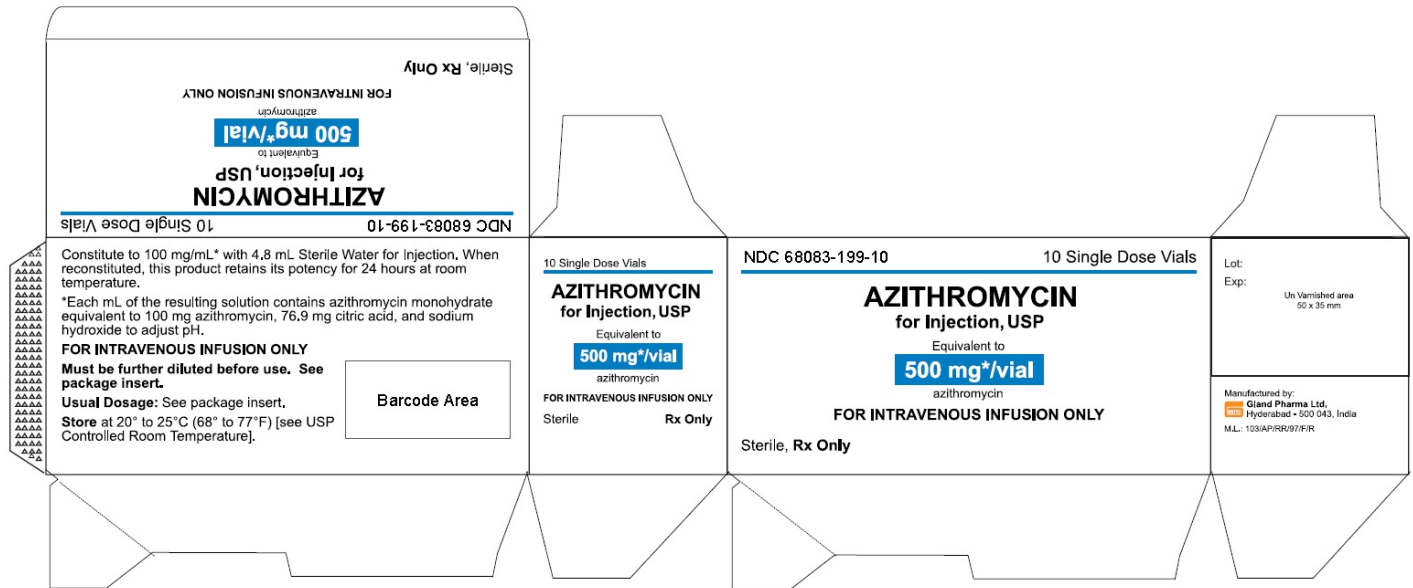 Sterile, Rx Only
FOR INTRAVENOUS INFUSION ONLY
azithromycin
500 mg*/vial
Equivalent to
for Injection, USP
AZITHROMYCIN
10 Single Dose Vials
NDC 68083-199-10
Constitute to 100 mg/mL* with 4.8 mL Sterile Water for Injection. When
reconstituted, this product retains its potency for 24 hours at room
temperature.
*Each mL of the resulting solution contains azithromycin monohydrate
equivalent to 100 mg azithromycin, 76.9 mg citric acid, and sodium
hydroxide to adjust pH.
FOR INTRAVENOUS INFUSION ONLY
Must be further diluted before use. See
package insert.
Usual Dosage: See package insert.
Store at 20° to 25°C (68° to 77°F) [see USP
Controlled Room Temperature].
Barcode Area
10 Single Dose Vials
AZITHROMYCIN
for Injection, USP
Equivalent to
500 mg*/vial
azithromycin
FOR INTRAVENOUS INFUSION ONLY
Sterile Rx Only
NDC 68083-199-10 10 Single Dose Vials
AZITHROMYCIN
for Injection, USP
Equivalent to
500 mg*/vial
azithromycin
FOR INTRAVENOUS INFUSION ONLY
Sterile, Rx Only
Lot:
Exp:
Un Varnished area
50 x 35 mm
Manufactured by:
Gland Pharma Ltd,
Hyderabad - 500 043, India
M.L.: 103/AP/RR/97/F/R